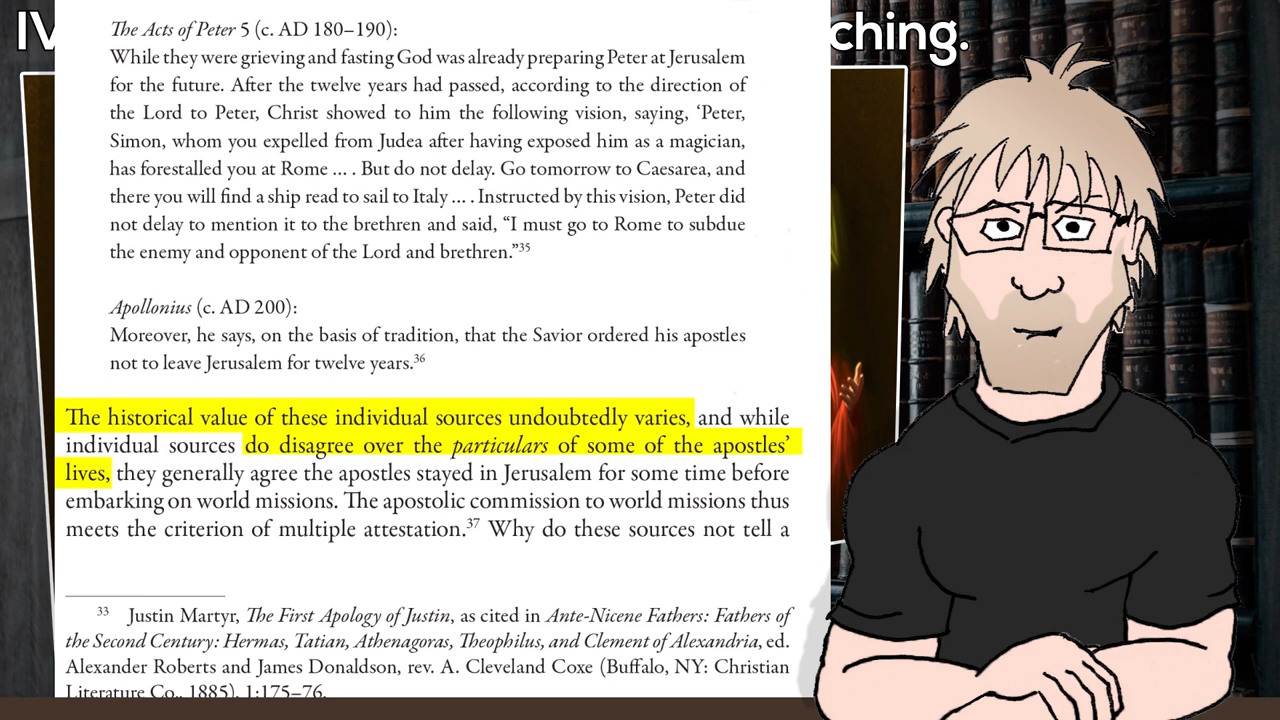 IV
ching.
The Acts of Peter 5 (c. AD 180–190):
While they were grieving and fasting God was already preparing Peter at Jerusalem
for the future. After the twelve years had passed, according to the direction of
the Lord to Peter, Christ showed to him the following vision, saying, ‘Peter,
Simon, whom you expelled from Judea after having exposed him as a magician,
has forestalled you at Rome ... . But do not delay. Go tomorrow to Caesarea, and
there you will find a ship read to sail to Italy ... . Instructed by this vision, Peter did
not delay to mention it to the brethren and said, “I must go to Rome to subdue
the enemy and opponent of the Lord and brethren.”35
Apollonius (c. AD 200):
Moreover, he says, on the basis of tradition, that the Savior ordered his apostles
not to leave Jerusalem for twelve years.36
The historical value of these individual sources undoubtedly varies, and while
individual sources do disagree over the particulars of some of the apostles’
lives, they generally agree the apostles stayed in Jerusalem for some time before
embarking on world missions. The apostolic commission to world missions thus
meets the criterion of multiple attestation.37 Why do these sources not tell a
33 Justin Martyr, The First Apology of Justin, as cited in Ante-Nicene Fathers: Fathers of
the Second Century: Hermas, Tatian, Athenagoras, Theophilus, and Clement of Alexandria, ed.
Alexander Roberts and James Donaldson, rev. A. Cleveland Coxe (Buffalo, NY: Christian
Literature Co., 1885), 1:175–76.